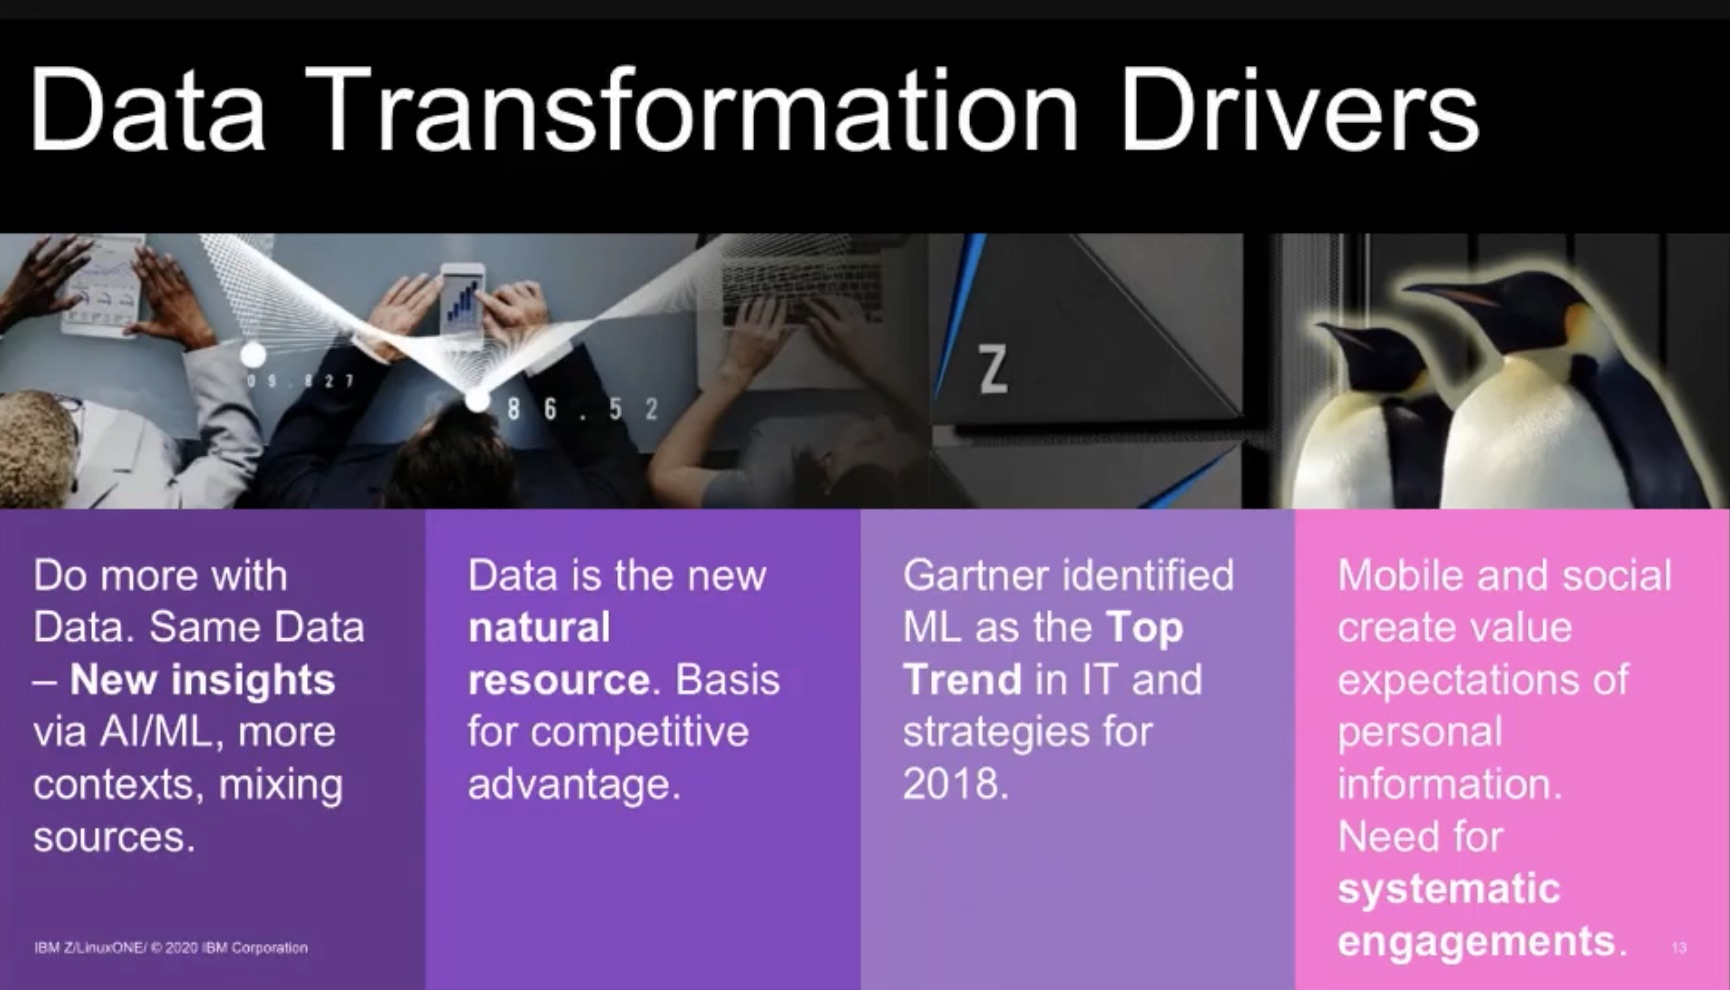 Data Transformation Drivers
09.827
86.52
Z
Do more with
Data. Same Data
– New insights
via AI/ML, more
contexts, mixing
sources.
Data is the new
natural
resource. Basis
for competitive
advantage.
Gartner identified
ML as the Top
Trend in IT and
strategies for
2018.
Mobile and social
create value
expectations of
personal
information.
Need for
systematic
engagements.
IBM Z/LinuxONE/ © 2020 IBM Corporation
13